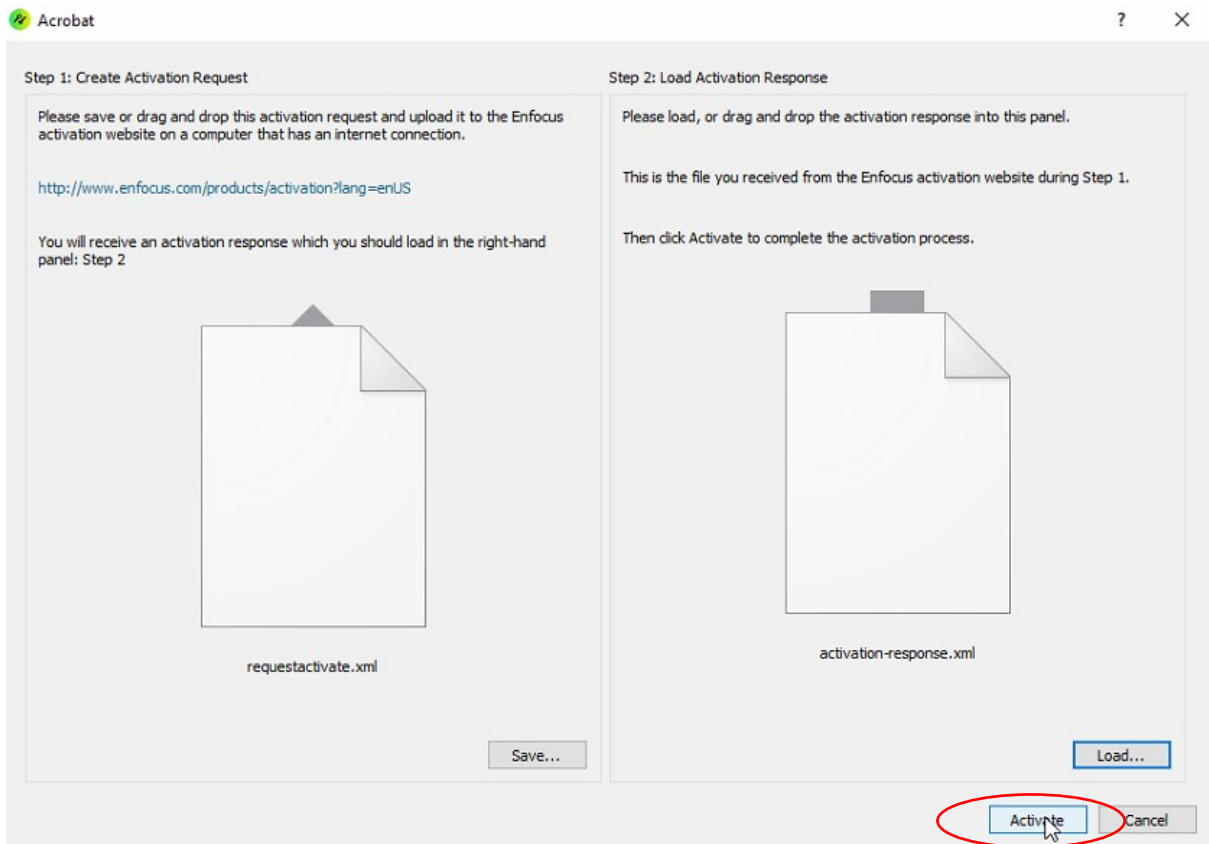 Acrobat
?
Step 1: Create Activation Request
Please save or drag and drop this activation request and upload it to the Enfocus
activation website on a computer that has an internet connection.
http://www.enfocus.com/products/activation?lang=enUS
You will receive an activation response which you should load in the right-hand
panel: Step 2
requestactivate.xml
Save...
Step 2: Load Activation Response
Please load, or drag and drop the activation response into this panel.
This is the file you received from the Enfocus activation website during Step 1.
Then click Activate to complete the activation process.
activation-response.xml
Load...
Activate
Cancel